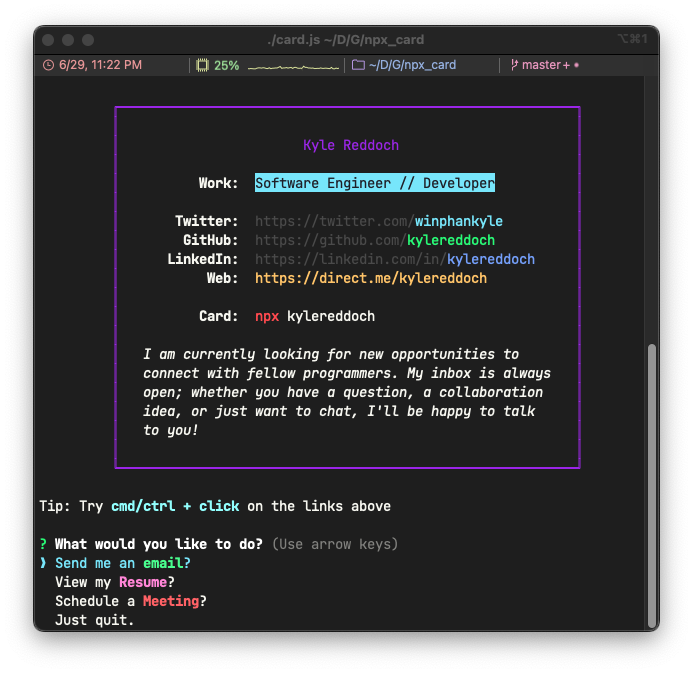 ./card.js ~/D/G/npx_card
⌥⌘1
6/29, 11:22 PM
25%
~/D/G/npx_card
master+ •
Kyle Reddoch
Work: Software Engineer // Developer
Twitter: https://twitter.com/winphankyle
GitHub: https://github.com/kylereddoch
LinkedIn: https://linkedin.com/in/kylereddoch
Web: https://direct.me/kylereddoch
Card: npx kylereddoch
I am currently looking for new opportunities to
connect with fellow programmers. My inbox is always
open; whether you have a question, a collaboration
idea, or just want to chat, I'll be happy to talk
to you!
Tip: Try cmd/ctrl + click on the links above
? What would you like to do? (Use arrow keys)
❯ Send me an email?
View my Resume?
Schedule a Meeting?
Just quit.